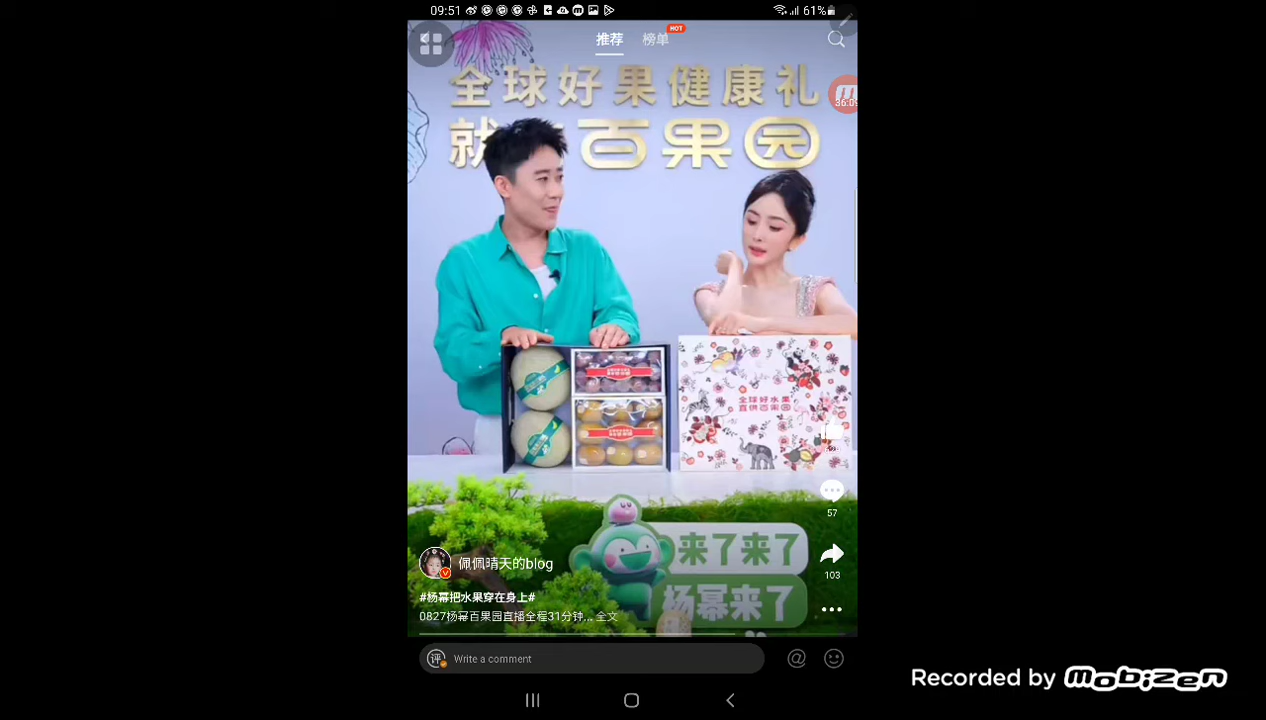 09:51
61%
推荐
榜单
HOT
36:09
全球好果健康礼
就 百果园
全球好水果
直供百果园
57
来了来了
103
佩佩晴天的blog
杨幂来了
#杨幂把水果穿在身上#
0827杨幂百果园直播全程31分钟... 全文
评
Write a comment
@
Recorded by mobizen